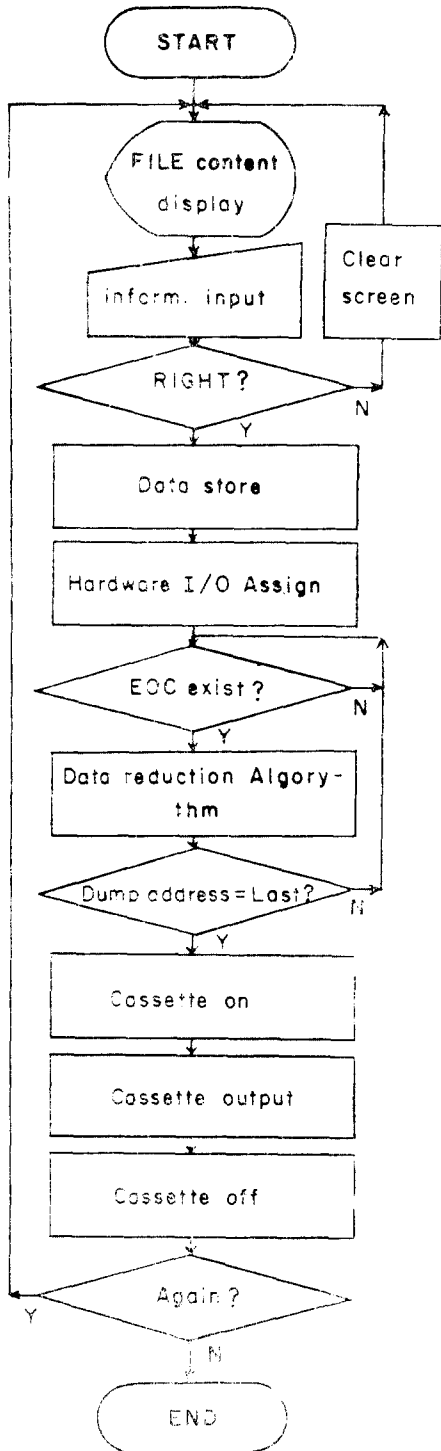 START
FILE content
display
Clear
screen
inform. input
RIGHT?
N
Y
Data store
Hardware I/O Assign
EOC exist?
N
Y
Data reduction Algory-
thm
Dump address=Last?
N
Y
Cassette on
Cassette output
Cassette off
Again?
Y
N
END